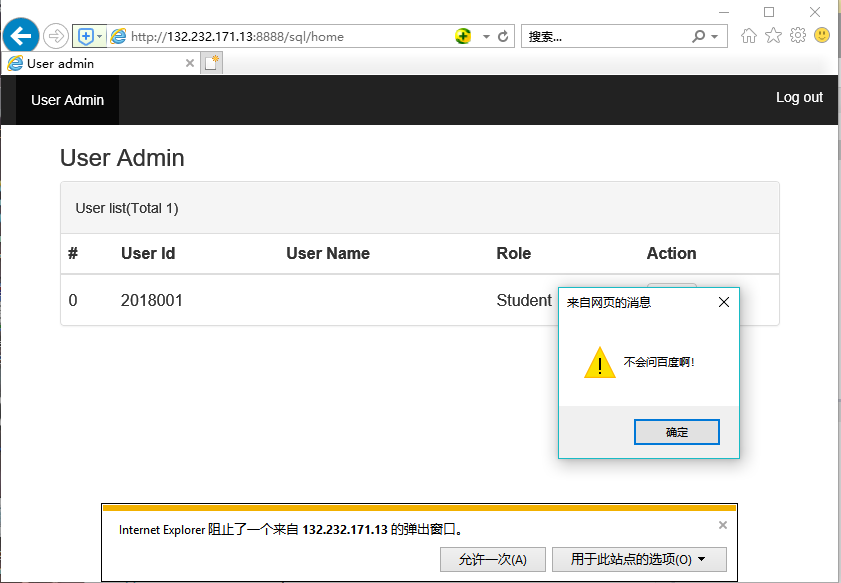 http://132.232.171.13:8888/sql/home
搜索...
User admin
User Admin
Log out
User Admin
User list(Total 1)
# User Id User Name Role Action
0 2018001 Student
来自网页的消息
不会问百度啊!
确定
Internet Explorer 阻止了一个来自 132.232.171.13 的弹出窗口。
允许一次(A) 用于此站点的选项(O)